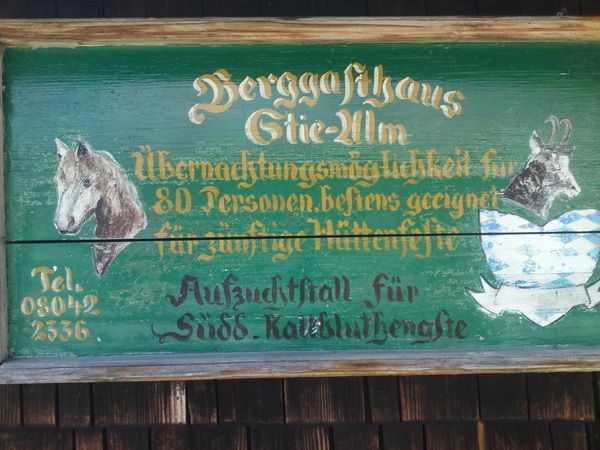 Berggasthaus
Stie-Alm
Übernachtungsmöglichkeit für
80 Personen. bestens geeignet
für zünftige Hüttenfeste
Tel.
08042
2336
Aufzuchtstall für
Südd. Kaltbluthengste